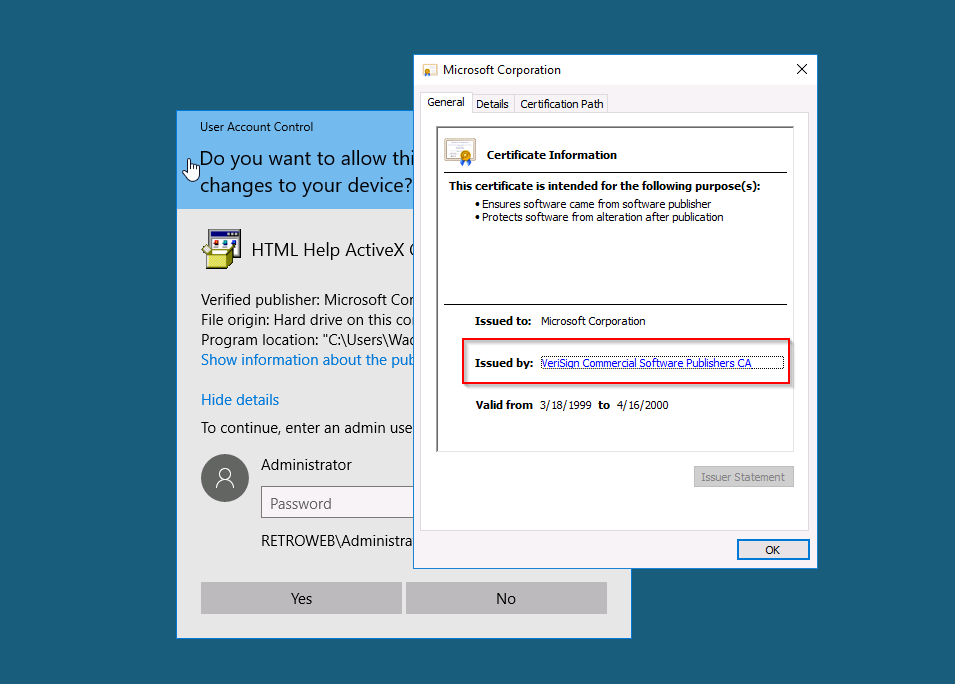 User Account Control
Do you want to allow thi
changes to your device?
HTML Help ActiveX
Verified publisher: Microsoft Cor
File origin: Hard drive on this co
Program location: "C:\Users\Wa
Show information about the pub
Hide details
To continue, enter an admin use
Administrator
Password
RETROWEB\Administra
Yes
No
Microsoft Corporation
General
Details
Certification Path
Certificate Information
This certificate is intended for the following purpose(s):
• Ensures software came from software publisher
• Protects software from alteration after publication
Issued to: Microsoft Corporation
Issued by: VeriSign Commercial Software Publishers CA
Valid from 3/18/1999 to 4/16/2000
Issuer Statement
OK